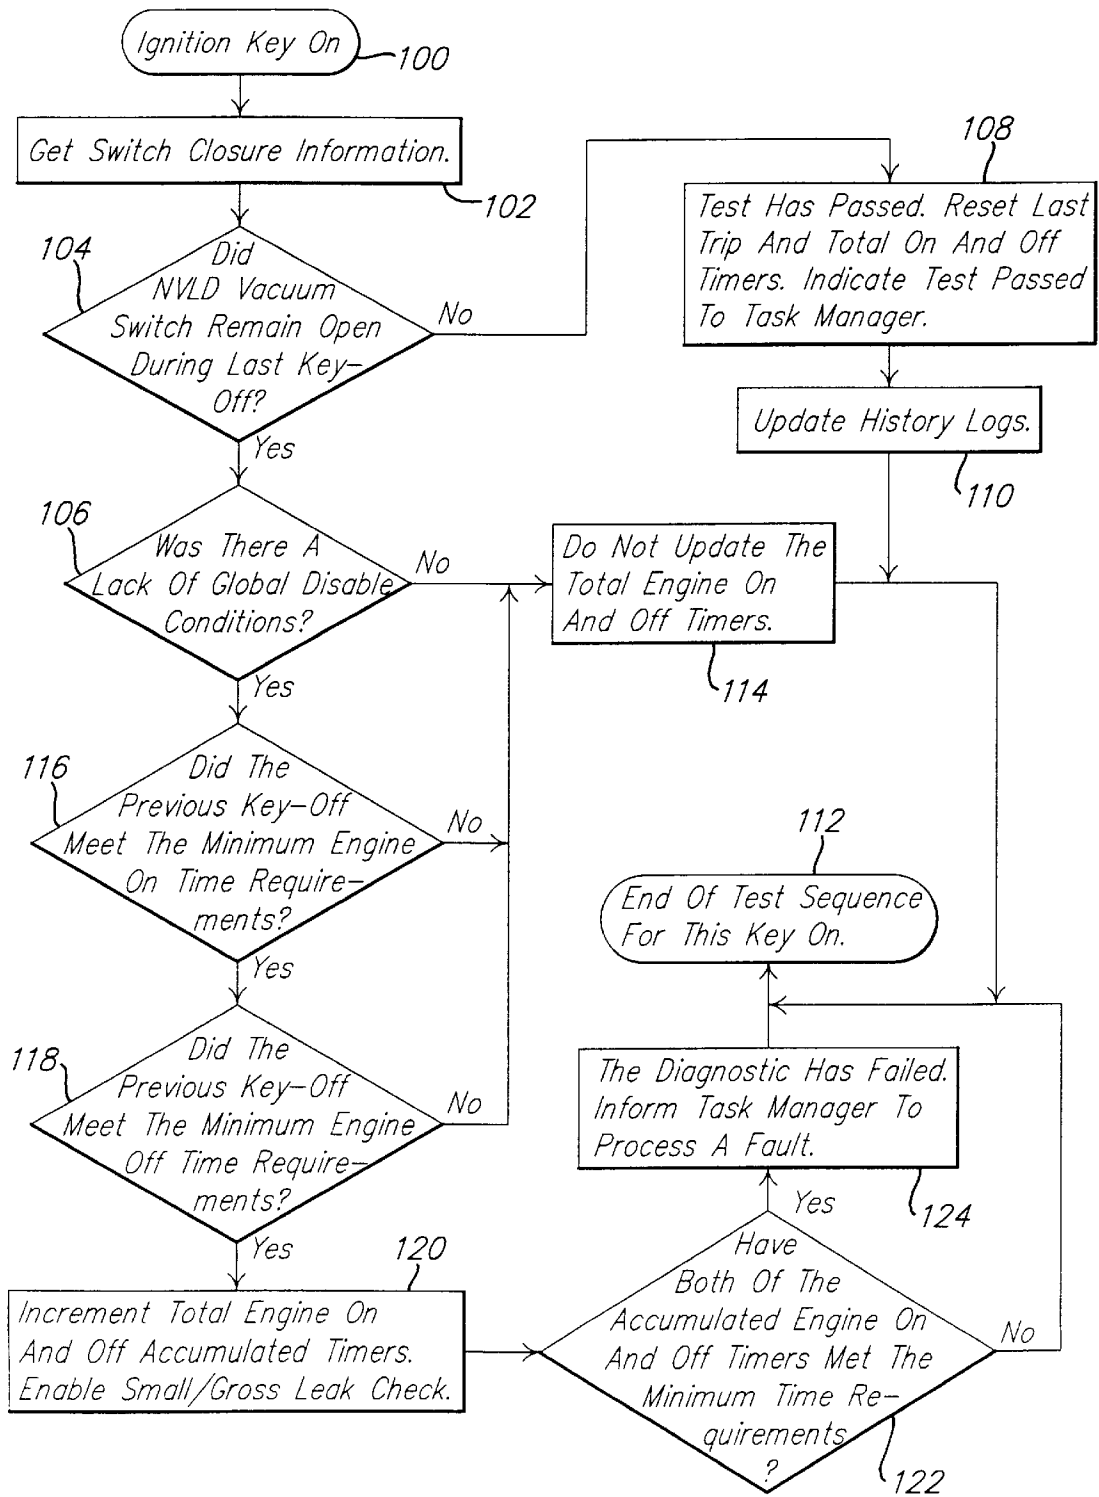 Ignition Key On
100
Get Switch Closure Information.
102
104
Did
NVLD Vacuum
Switch Remain Open
During Last Key-
Off?
No
Yes
108
Test Has Passed. Reset Last
Trip And Total On And Off
Timers. Indicate Test Passed
To Task Manager.
Update History Logs.
110
106
Was There A
Lack Of Global Disable
Conditions?
No
Yes
Do Not Update The
Total Engine On
And Off Timers.
114
116
Did The
Previous Key-Off
Meet The Minimum Engine
On Time Require-
ments?
No
Yes
112
End Of Test Sequence
For This Key On.
118
Did The
Previous Key-Off
Meet The Minimum Engine
Off Time Require-
ments?
No
Yes
The Diagnostic Has Failed.
Inform Task Manager To
Process A Fault.
124
Yes
120
Increment Total Engine On
And Off Accumulated Timers.
Enable Small/Gross Leak Check.
Have
Both Of The
Accumulated Engine On
And Off Timers Met The
Minimum Time Re-
quirements
?
No
122